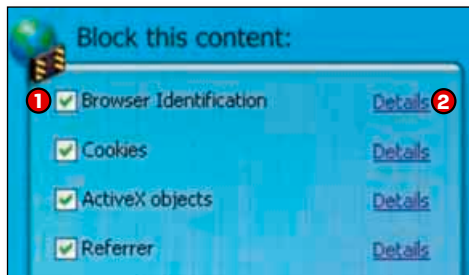 Block this content:
1 Browser Identification Details 2
Cookies Details
ActiveX objects Details
Referrer Details